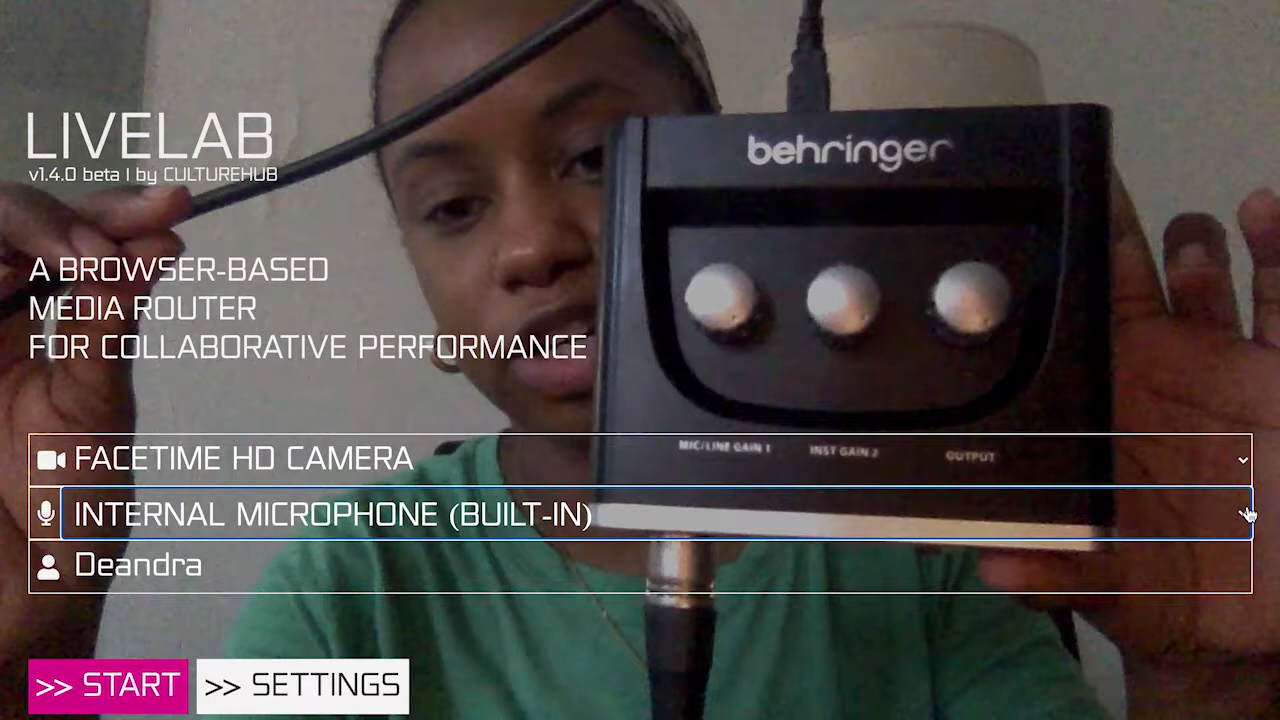 LIVELAB
v1.4.0 beta | by CULTUREHUB
A BROWSER-BASED
MEDIA ROUTER
FOR COLLABORATIVE PERFORMANCE
behringer
MIC/LINE GAIN 1 INST GAIN 2 OUTPUT
FACETIME HD CAMERA
INTERNAL MICROPHONE (BUILT-IN)
Deandra
>> START >> SETTINGS